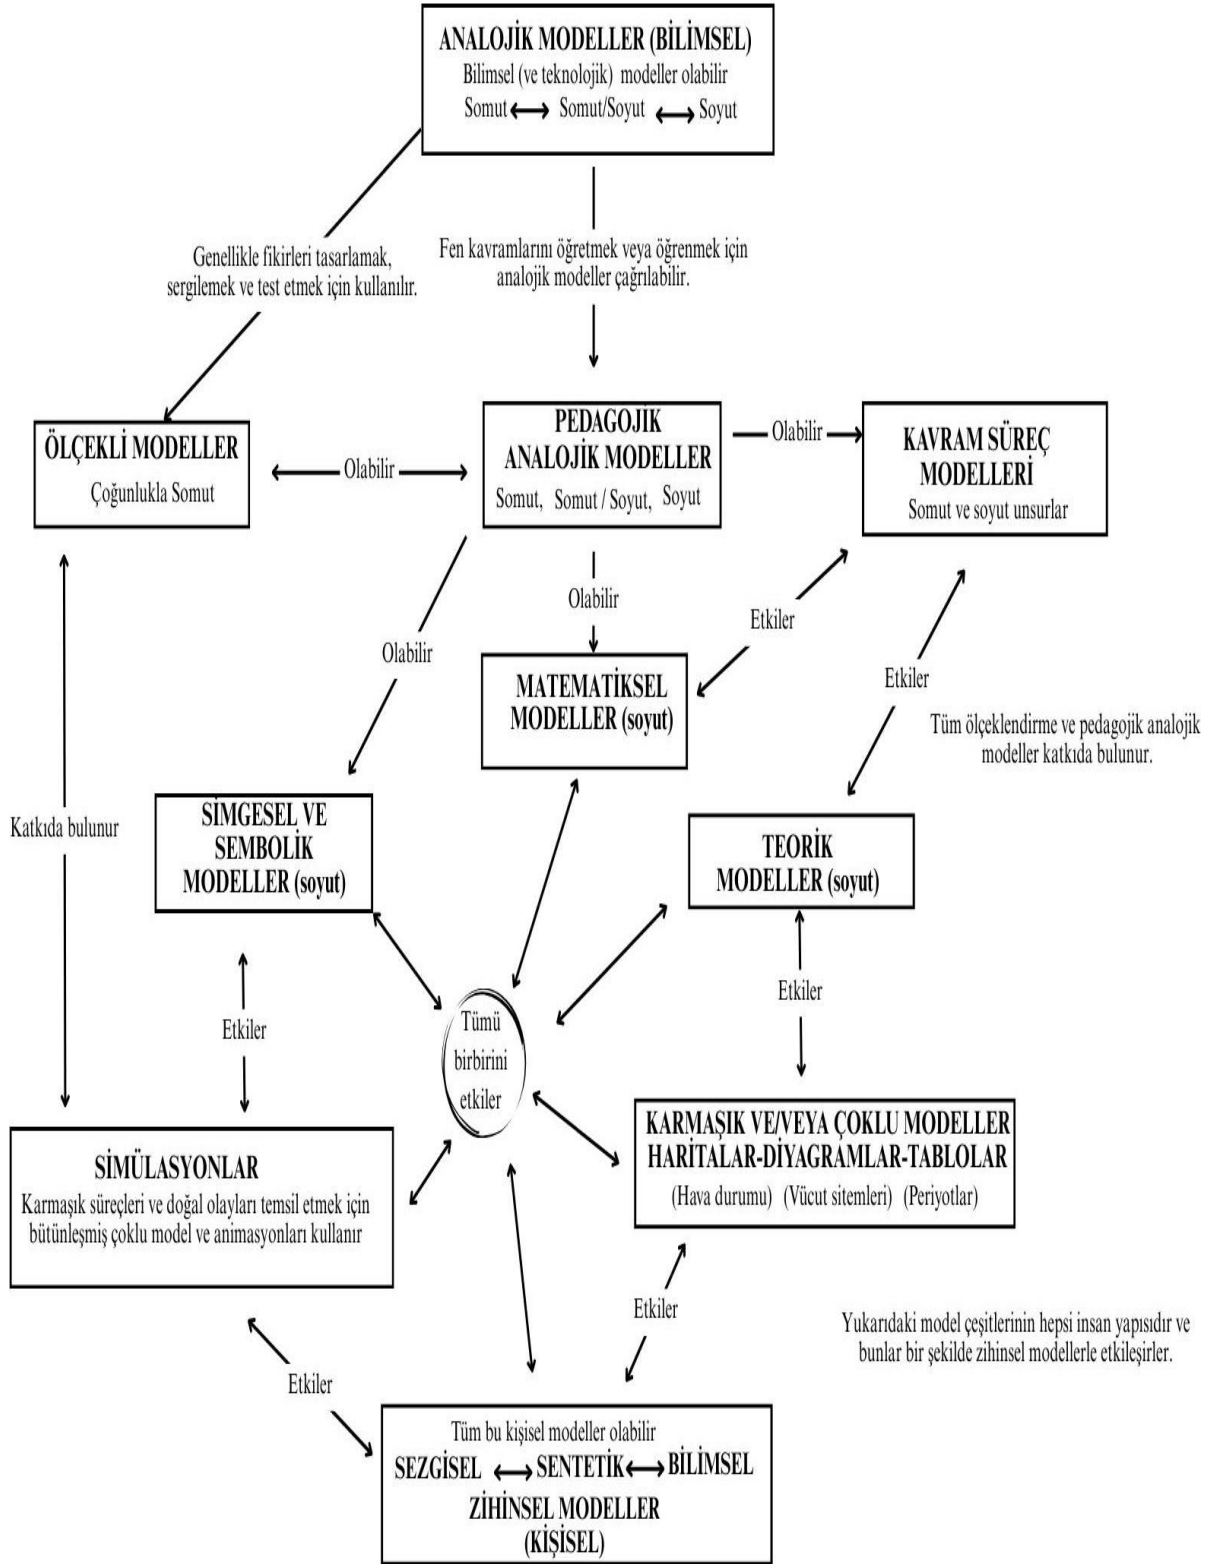 ANALOJİK MODELLER (BİLİMSEL)
Bilimsel (ve teknolojik) modeller olabilir
Somut Somut/Soyut Soyut
Genellikle fikirleri tasarlamak,
sergilemek ve test etmek için kullanılır.
Fen kavramlarını öğretmek veya öğrenmek için
analojik modeller çağrılabilir.
ÖLÇEKLİ MODELLER
Çoğunlukla Somut
Olabilir
PEDAGOJİK
ANALOJİK MODELLER
Somut, Somut / Soyut, Soyut
Olabilir
KAVRAM SÜREÇ
MODELLERİ
Somut ve soyut unsurlar
Olabilir
Olabilir
Etkiler
Etkiler
MATEMATİKSEL
MODELLER (soyut)
Tüm ölçeklendirme ve pedagojik analojik
modeller katkıda bulunur.
Katkıda bulunur
SİMGESEL VE
SEMBOLİK
MODELLER (soyut)
TEORİK
MODELLER (soyut)
Etkiler
Tümü
birbirini
etkiler
Etkiler
SİMÜLASYONLAR
Karmaşık süreçleri ve doğal olayları temsil etmek için
bütünleşmiş çoklu model ve animasyonları kullanır
KARMAŞIK VE/VEYA ÇOKLU MODELLER
HARİTALAR-DİYAGRAMLAR-TABLOLAR
(Hava durumu) (Vücut sitemleri) (Periyotlar)
Etkiler
Etkiler
Yukarıdaki model çeşitlerinin hepsi insan yapısıdır ve
bunlar bir şekilde zihinsel modellerle etkileşirler.
Tüm bu kişisel modeller olabilir
SEZGİSEL SENTETİK BİLİMSEL
ZİHİNSEL MODELLER
(KİŞİSEL)